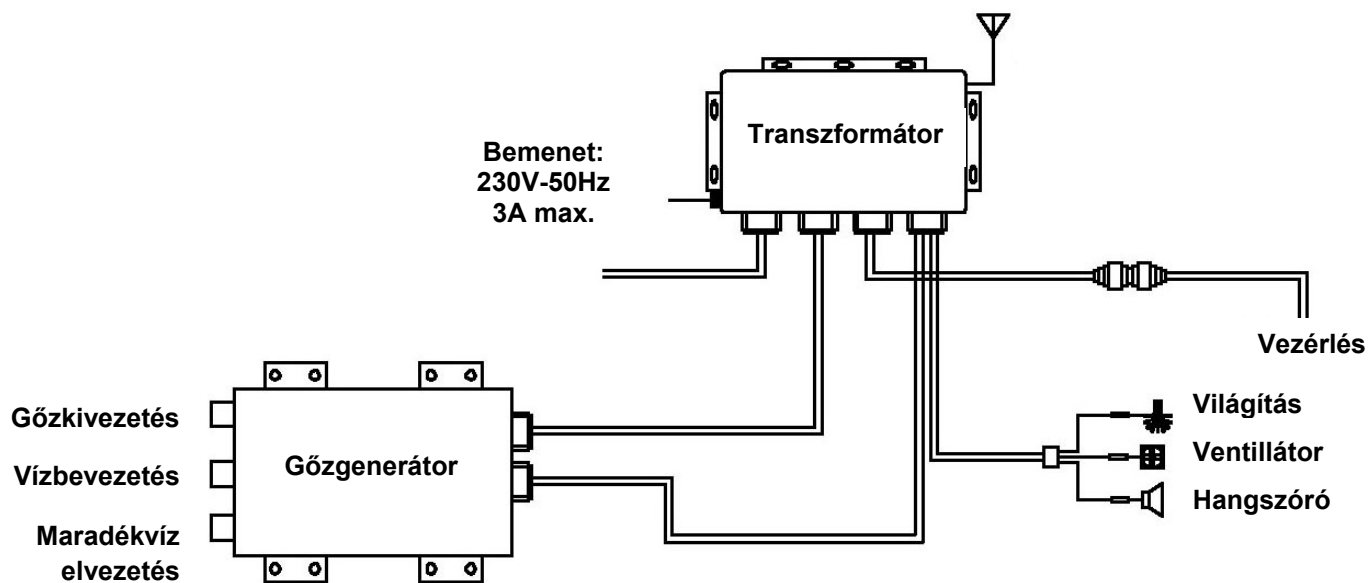 Transzformátor
Bemenet:
230V-50Hz
3A max.
Vezérlés
Gőzkivezetés
Vízbevezetés
Maradékvíz
elvezetés
Gőzgenerátor
Világítás
Ventillátor
Hangszóró